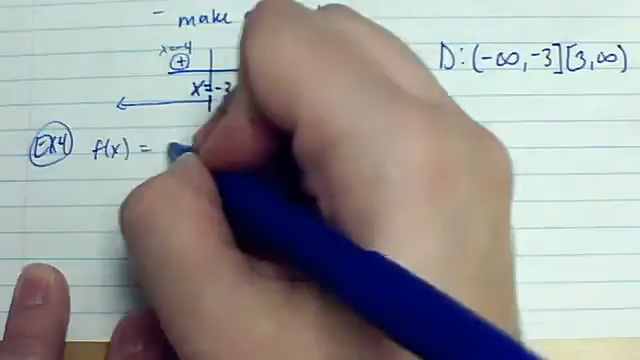 - make
x=-4
D: (-∞, -3][3, ∞)
(+)
x=-3
EX4 f(x) =